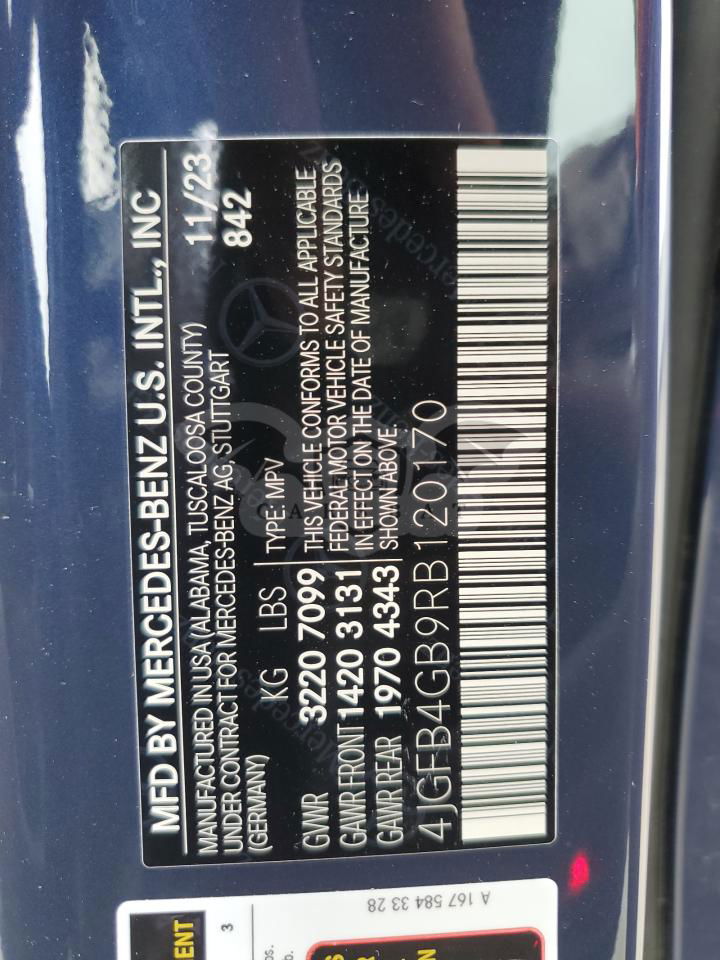 MFD BY MERCEDES-BENZ U.S. INTL., INC
MANUFACTURED IN USA (ALABAMA, TUSCALOOSA COUNTY) 11/23
UNDER CONTRACT FOR MERCEDES-BENZ AG, STUTTGART 842
(GERMANY)
KG LBS TYPE: MPV
GVWR 3220 7099 THIS VEHICLE CONFORMS TO ALL APPLICABLE
GAWR FRONT 1420 3131 FEDERAL MOTOR VEHICLE SAFETY STANDARDS
GAWR REAR 1970 4343 IN EFFECT ON THE DATE OF MANUFACTURE
SHOWN ABOVE.
4JGFB4GB9RB120170
A 167 584 33 28
3